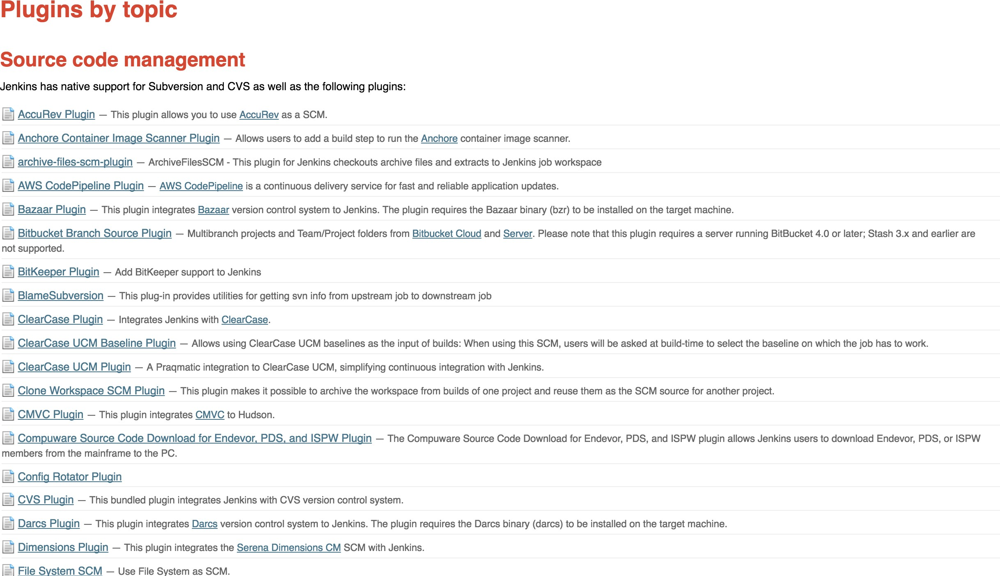 Plugins by topic
Source code management
Jenkins has native support for Subversion and CVS as well as the following plugins:
AccuRev Plugin — This plugin allows you to use AccuRev as a SCM.
Anchore Container Image Scanner Plugin — Allows users to add a build step to run the Anchore container image scanner.
archive-files-scm-plugin — ArchiveFilesSCM - This plugin for Jenkins checkouts archive files and extracts to Jenkins job workspace
AWS CodePipeline Plugin — AWS CodePipeline is a continuous delivery service for fast and reliable application updates.
Bazaar Plugin — This plugin integrates Bazaar version control system to Jenkins. The plugin requires the Bazaar binary (bzr) to be installed on the target machine.
Bitbucket Branch Source Plugin — Multibranch projects and Team/Project folders from Bitbucket Cloud and Server. Please note that this plugin requires a server running BitBucket 4.0 or later; Stash 3.x and earlier are
not supported.
BitKeeper Plugin — Add BitKeeper support to Jenkins
BlameSubversion — This plug-in provides utilities for getting svn info from upstream job to downstream job
ClearCase Plugin — Integrates Jenkins with ClearCase.
ClearCase UCM Baseline Plugin — Allows using ClearCase UCM baselines as the input of builds: When using this SCM, users will be asked at build-time to select the baseline on which the job has to work.
ClearCase UCM Plugin — A Praqmatic integration to ClearCase UCM, simplifying continuous integration with Jenkins.
Clone Workspace SCM Plugin — This plugin makes it possible to archive the workspace from builds of one project and reuse them as the SCM source for another project.
CMVC Plugin — This plugin integrates CMVC to Hudson.
Compuware Source Code Download for Endevor, PDS, and ISPW Plugin — The Compuware Source Code Download for Endevor, PDS, and ISPW plugin allows Jenkins users to download Endevor, PDS, or ISPW
members from the mainframe to the PC.
Config Rotator Plugin
CVS Plugin — This bundled plugin integrates Jenkins with CVS version control system.
Darcs Plugin — This plugin integrates Darcs version control system to Jenkins. The plugin requires the Darcs binary (darcs) to be installed on the target machine.
Dimensions Plugin — This plugin integrates the Serena Dimensions CM SCM with Jenkins.
File System SCM — Use File System as SCM.